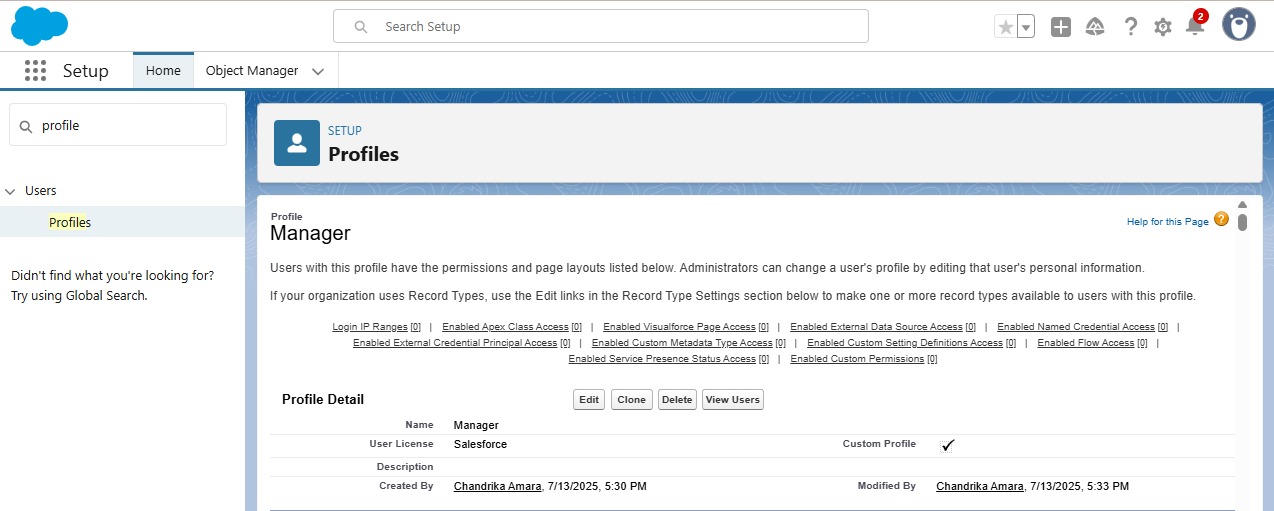 Search Setup
2
Setup
Home
Object Manager
profile
Users
Profiles
Didn't find what you're looking for?
Try using Global Search.
SETUP
Profiles
Profile
Manager
Help for this Page ?
Users with this profile have the permissions and page layouts listed below. Administrators can change a user's profile by editing that user's personal information.
If your organization uses Record Types, use the Edit links in the Record Type Settings section below to make one or more record types available to users with this profile.
Login IP Ranges [0] | Enabled Apex Class Access [0] | Enabled Visualforce Page Access [0] | Enabled External Data Source Access [0] | Enabled Named Credential Access [0] |
Enabled External Credential Principal Access [0] | Enabled Custom Metadata Type Access [0] | Enabled Custom Setting Definitions Access [0] | Enabled Flow Access [0] |
Enabled Service Presence Status Access [0] | Enabled Custom Permissions [0]
Profile Detail
Edit Clone Delete View Users
Name Manager
User License Salesforce Custom Profile ✓
Description
Created By Chandrika Amara, 7/13/2025, 5:30 PM Modified By Chandrika Amara, 7/13/2025, 5:33 PM